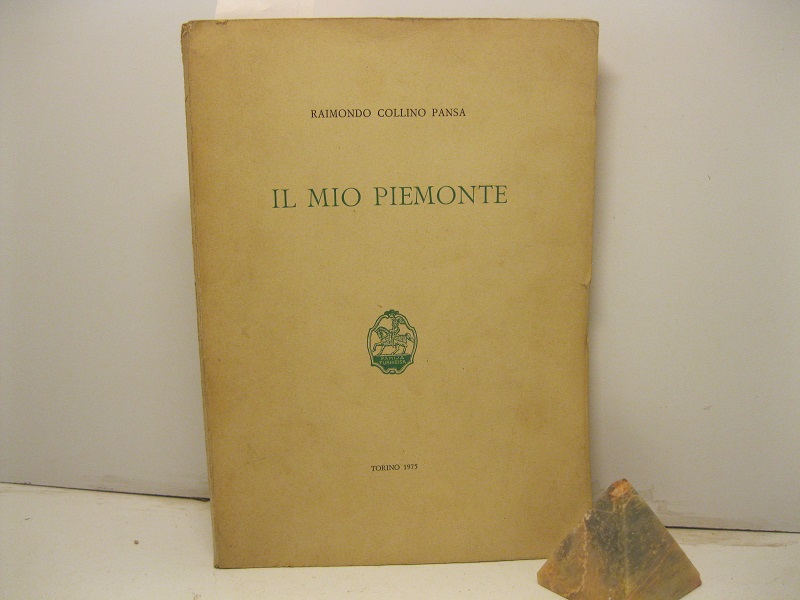 RAIMONDO COLLINO PANSA
IL MIO PIEMONTE
TORINO 1975